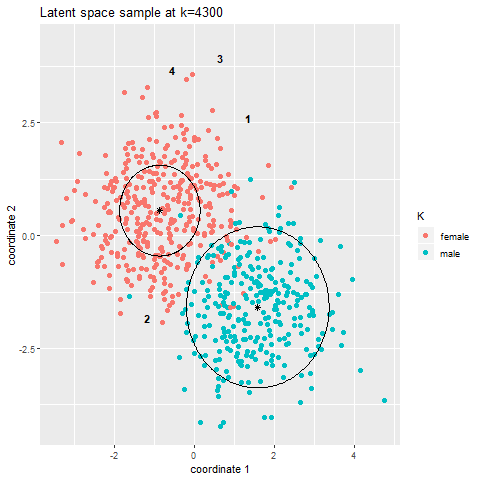 Latent space sample at k=4300
3
4
1
2
2.5
0.0
-2.5
coordinate 2
-2
0
2
4
coordinate 1
K
female
male